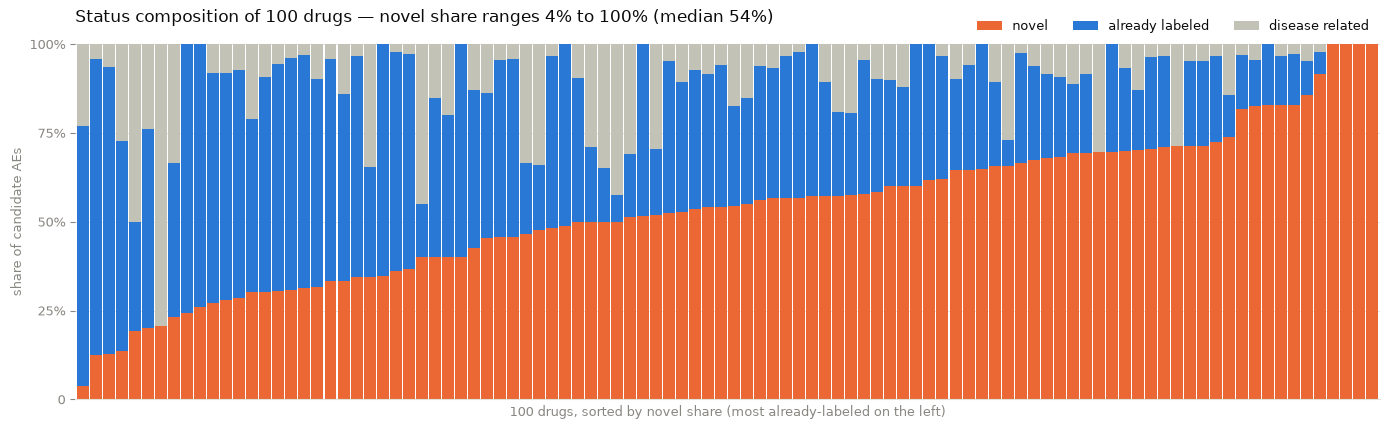 Status composition of 100 drugs — novel share ranges 4% to 100% (median 54%)
novel
already labeled
disease related
100%
75%
50%
25%
0
share of candidate AEs
100 drugs, sorted by novel share (most already-labeled on the left)